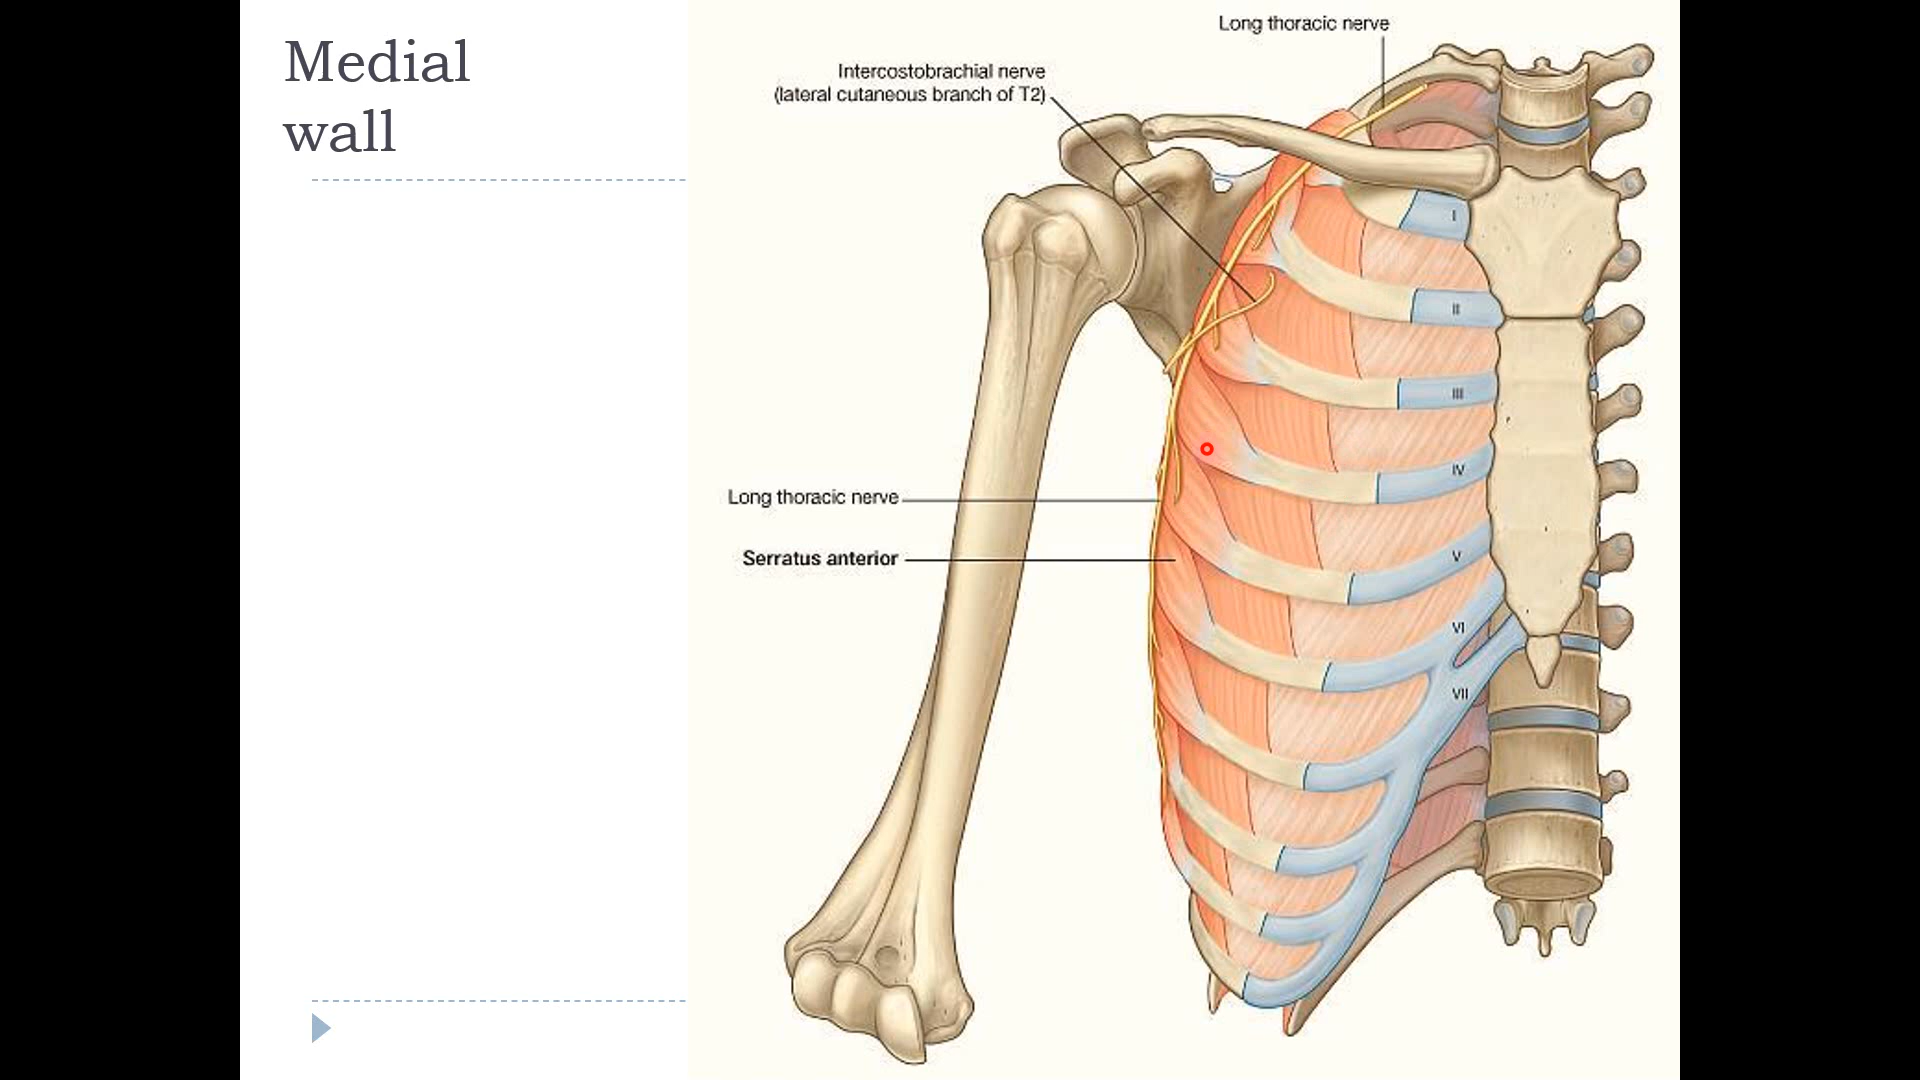 Medial
wall
Long thoracic nerve
Intercostobrachial nerve
(lateral cutaneous branch of T2)
I
II
III
IV
Long thoracic nerve
V
Serratus anterior
VI
VII